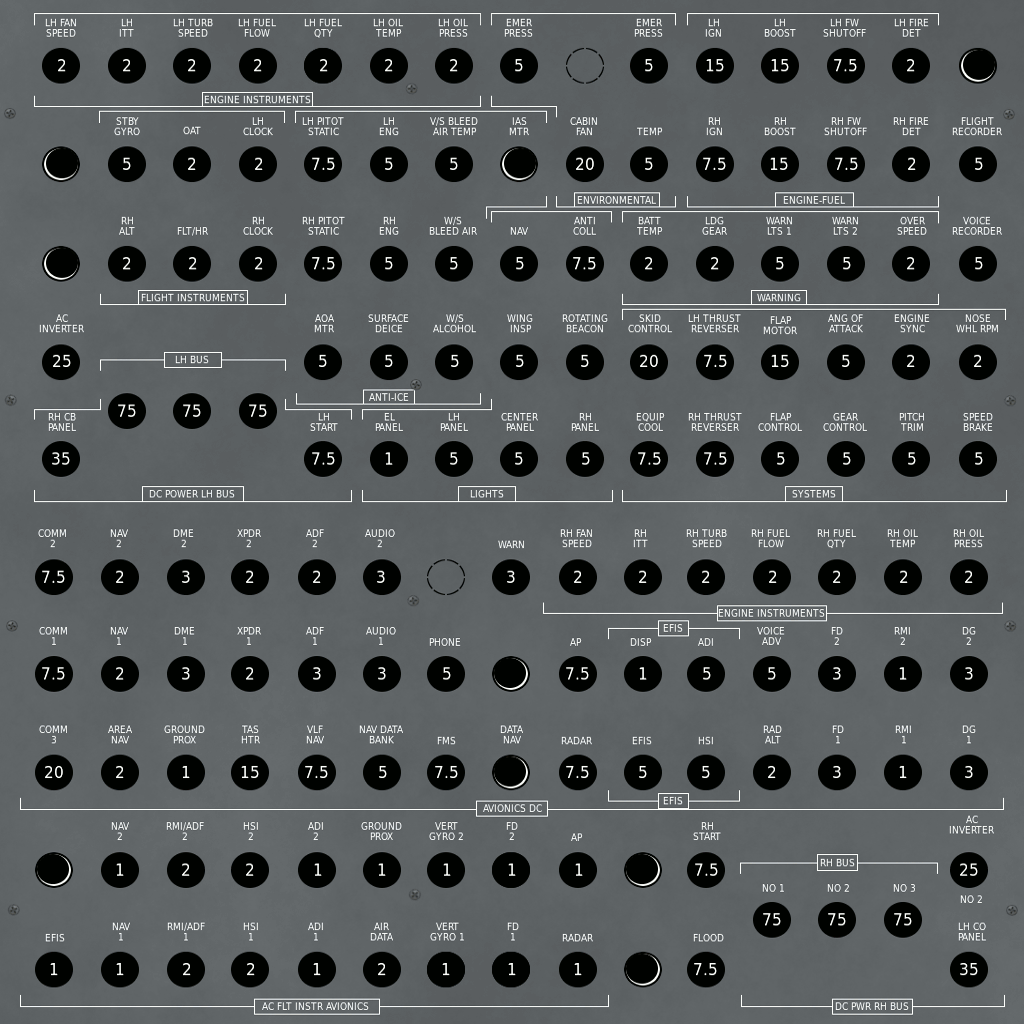 LH FAN LH LH TURB LH FUEL LH FUEL LH OIL LH OIL EMER EMER LH LH LH FW LH FIRE
SPEED ITT SPEED FLOW QTY TEMP PRESS PRESS PRESS IGN BOOST SHUTOFF DET
2 2 2 2 2 2 2 5 5 15 15 7.5 2
ENGINE INSTRUMENTS
STBY LH LH PITOT LH V/S BLEED IAS CABIN RH RH RH FW RH FIRE FLIGHT
GYRO OAT CLOCK STATIC ENG AIR TEMP MTR FAN TEMP IGN BOOST SHUTOFF DET RECORDER
5 2 2 7.5 5 5 20 5 7.5 15 7.5 2 5
ENVIRONMENTAL ENGINE-FUEL
RH RH RH PITOT RH W/S ANTI BATT LDG WARN WARN OVER VOICE
ALT FLT/HR CLOCK STATIC ENG BLEED AIR NAV COLL TEMP GEAR LTS 1 LTS 2 SPEED RECORDER
2 2 2 7.5 5 5 5 7.5 2 2 5 5 2 5
FLIGHT INSTRUMENTS WARNING
AC AOA SURFACE W/S WING ROTATING SKID LH THRUST FLAP ANG OF ENGINE NOSE
INVERTER MTR DEICE ALCOHOL INSP BEACON CONTROL REVERSER MOTOR ATTACK SYNC WHL RPM
25 LH BUS 5 5 5 5 5 20 7.5 15 5 2 2
ANTI-ICE
75 75 75
RH CB LH EL LH CENTER RH EQUIP RH THRUST FLAP GEAR PITCH SPEED
PANEL START PANEL PANEL PANEL PANEL COOL REVERSER CONTROL CONTROL TRIM BRAKE
35 7.5 1 5 5 5 7.5 7.5 5 5 5 5
DC POWER LH BUS LIGHTS SYSTEMS
COMM NAV DME XPDR ADF AUDIO RH FAN RH RH TURB RH FUEL RH FUEL RH OIL RH OIL
2 2 2 2 2 2 WARN SPEED ITT SPEED FLOW QTY TEMP PRESS
7.5 2 3 2 2 3 3 2 2 2 2 2 2 2
ENGINE INSTRUMENTS
EFIS
COMM NAV DME XPDR ADF AUDIO VOICE FD RMI DG
1 1 1 1 1 1 PHONE AP DISP ADI ADV 2 2 2
7.5 2 3 2 3 3 5 7.5 1 5 5 3 1 3
COMM AREA GROUND TAS VLF NAV DATA DATA RAD FD RMI DG
3 NAV PROX HTR NAV BANK FMS NAV RADAR EFIS HSI ALT 1 1 1
20 2 1 15 7.5 5 7.5 7.5 5 5 2 3 1 3
EFIS
AVIONICS DC
NAV RMI/ADF HSI ADI GROUND VERT FD RH AC
2 2 2 2 PROX GYRO 2 2 AP START INVERTER
1 2 2 1 1 1 1 1 7.5 RH BUS 25
NO 1 NO 2 NO 3 NO 2
75 75 75
NAV RMI/ADF HSI ADI AIR VERT FD LH CO
EFIS 1 1 1 1 DATA GYRO 1 1 RADAR FLOOD PANEL
1 1 2 2 1 2 1 1 1 7.5 35
AC FLT INSTR AVIONICS DC PWR RH BUS